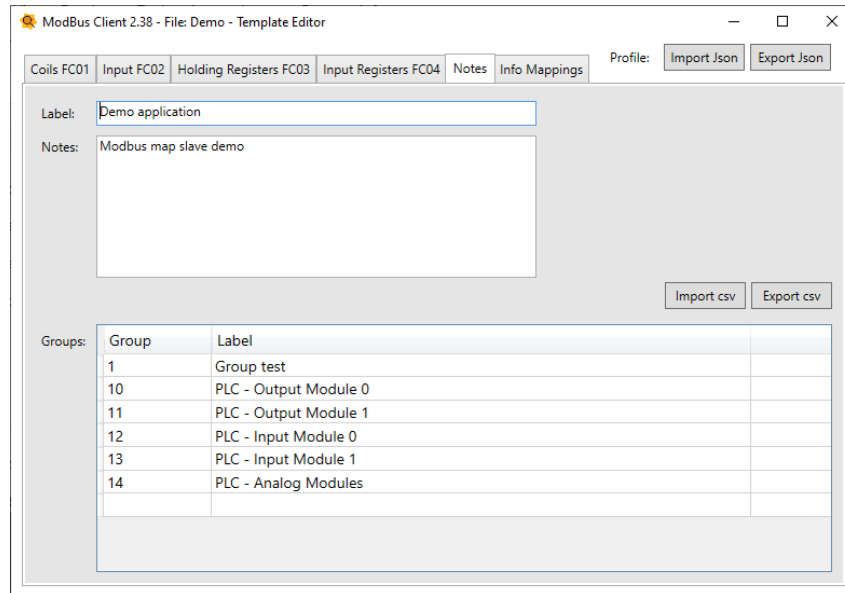 ModBus Client 2.38 - File: Demo - Template Editor
Coils FC01 Input FC02 Holding Registers FC03 Input Registers FC04 Notes Info Mappings Profile: Import Json Export Json
Label: Demo application
Notes: Modbus map slave demo
Import csv Export csv
Groups: Group Label
1 Group test
10 PLC - Output Module 0
11 PLC - Output Module 1
12 PLC - Input Module 0
13 PLC - Input Module 1
14 PLC - Analog Modules